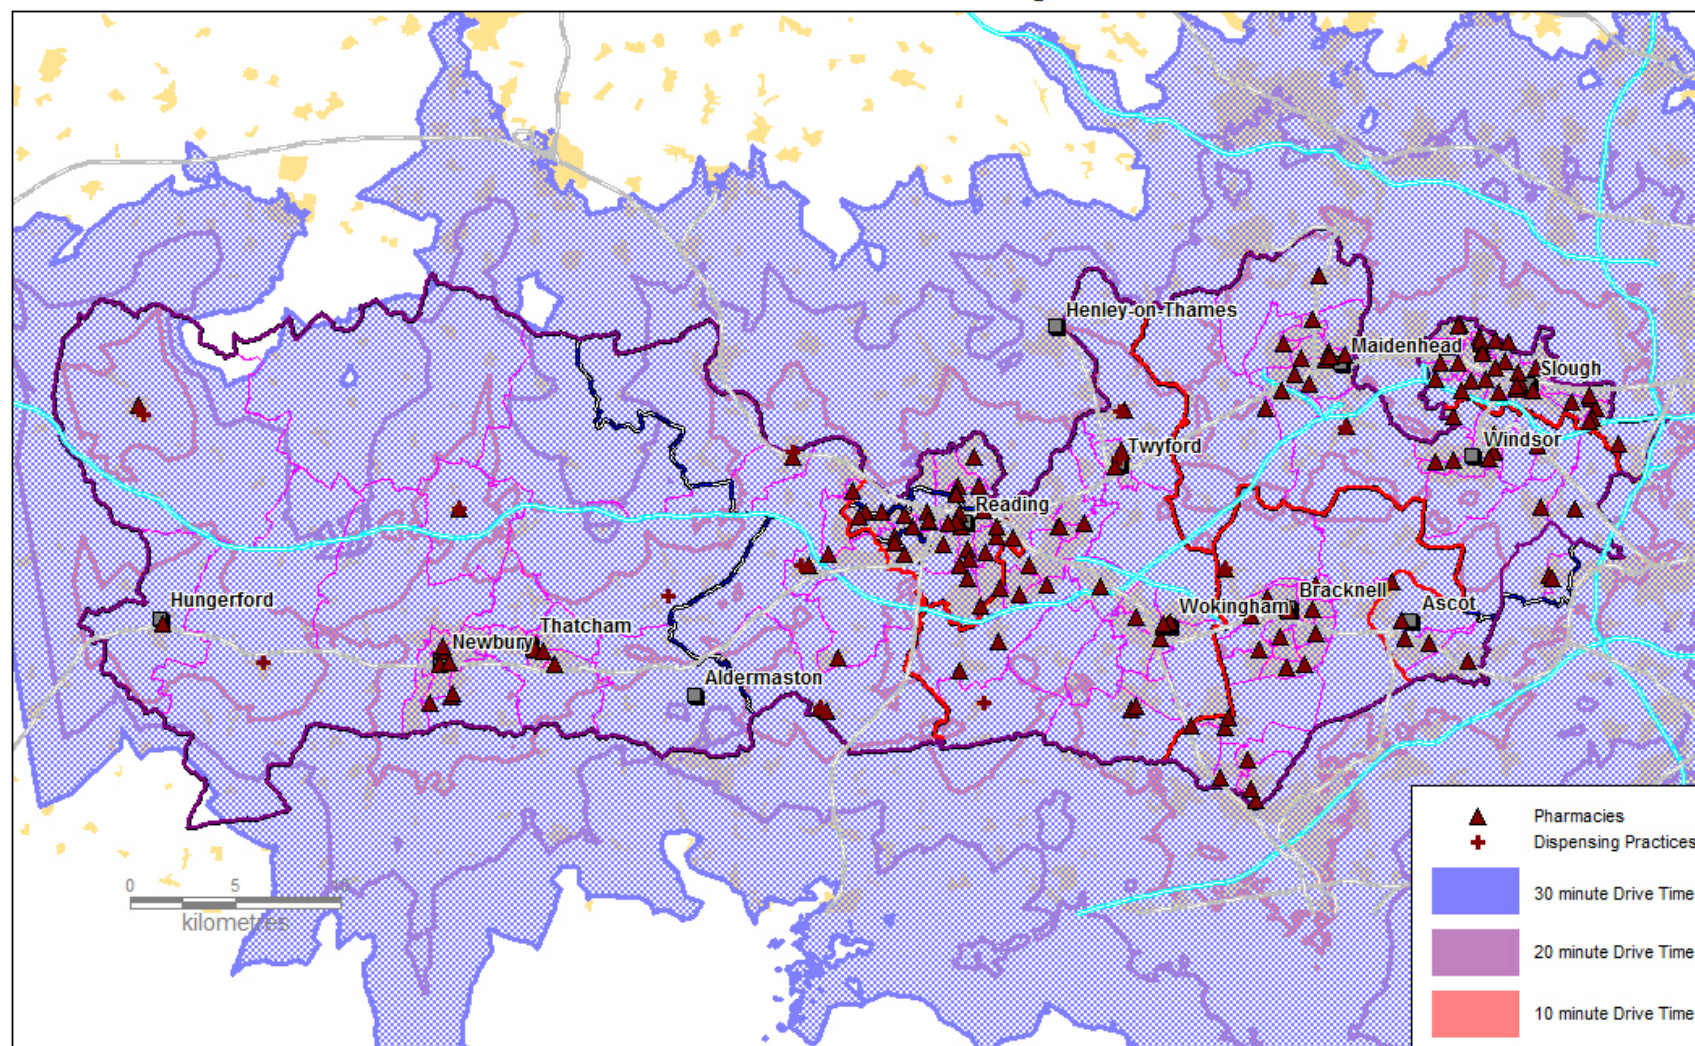 Henley-on-Thames
Maidenhead
Slough
Windsor
Twyford
Reading
Hungerford
Thatcham
Newbury
Aldermaston
Wokingham
Bracknell
Ascot
0 5
kilometres
Pharmacies
Dispensing Practices
30 minute Drive Time
20 minute Drive Time
10 minute Drive Time